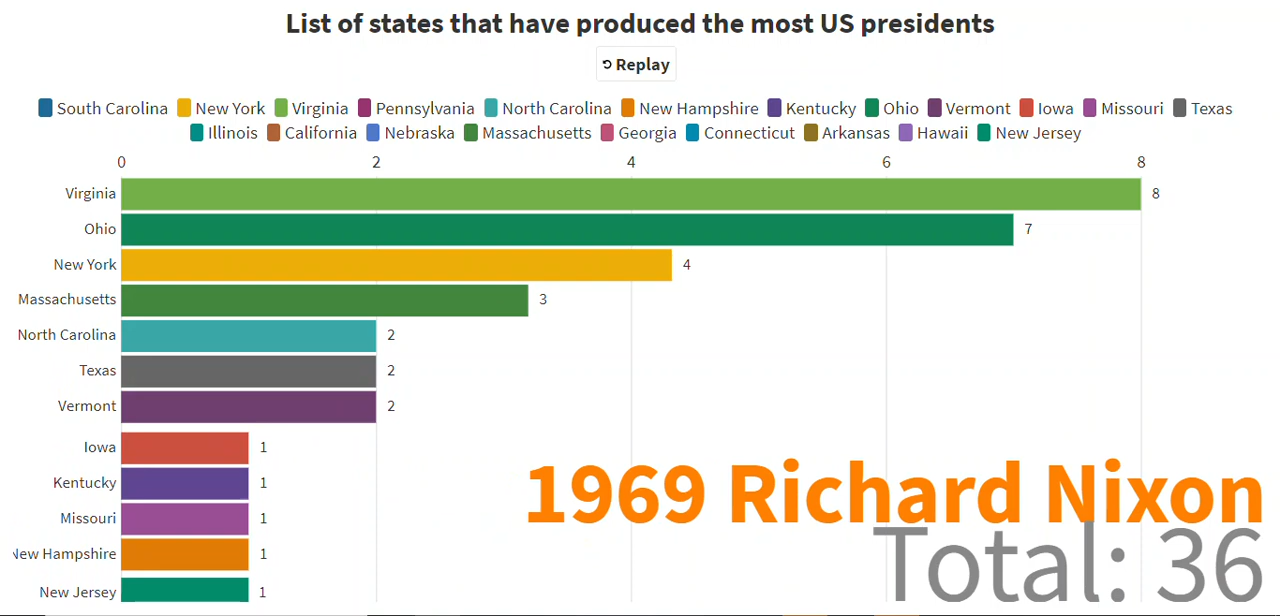 List of states that have produced the most US presidents
Replay
South Carolina New York Virginia Pennsylvania North Carolina New Hampshire Kentucky Ohio Vermont Iowa Missouri Texas
Illinois California Nebraska Massachusetts Georgia Connecticut Arkansas Hawaii New Jersey
0 2 4 6 8
Virginia 8
Ohio 7
New York 4
Massachusetts 3
North Carolina 2
Texas 2
Vermont 2
Iowa 1
Kentucky 1
1969 Richard Nixon
Missouri 1
New Hampshire 1
Total: 36
New Jersey 1